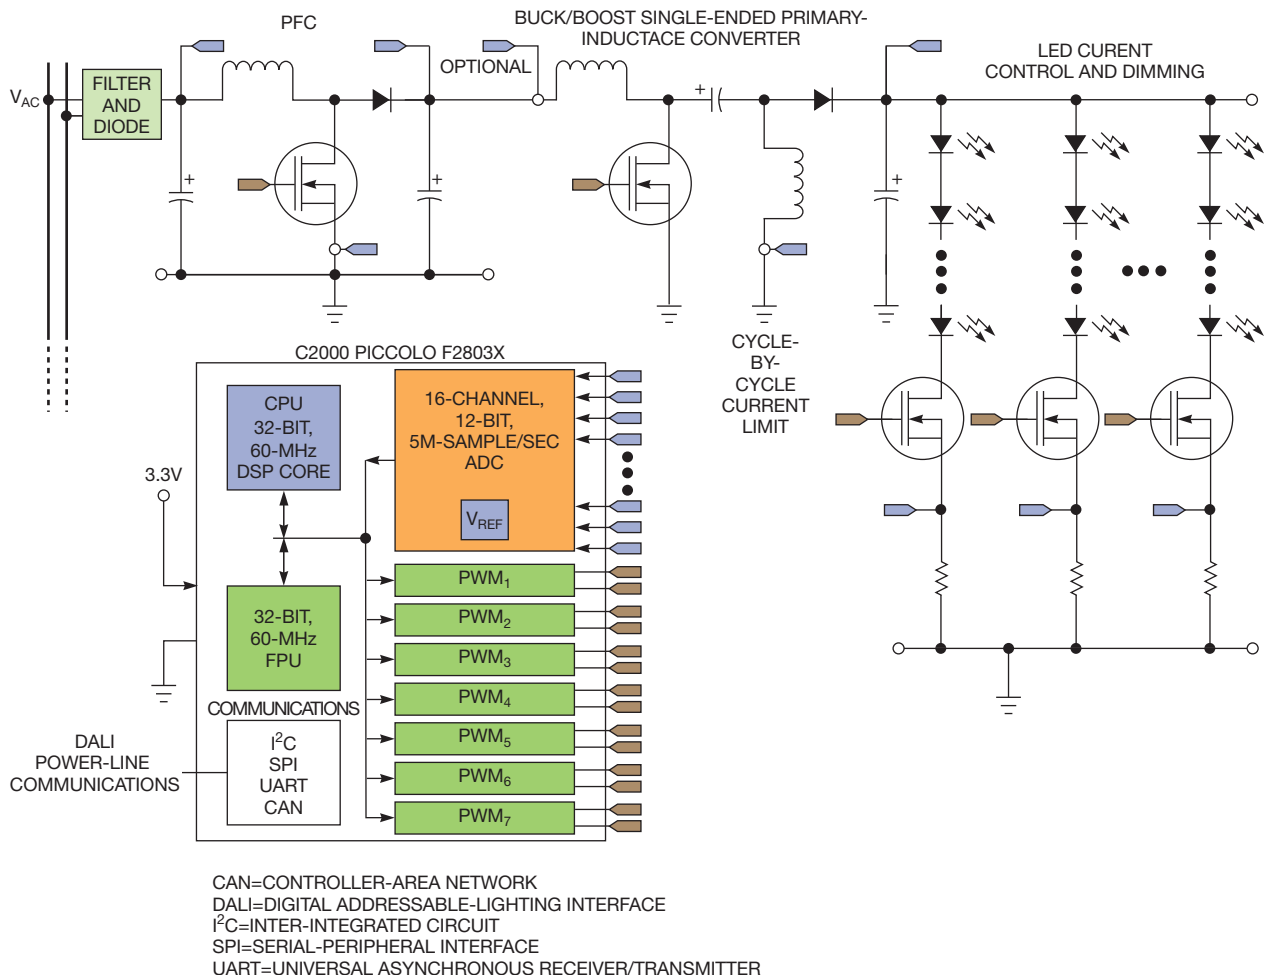 PFC
BUCK/BOOST SINGLE-ENDED PRIMARY-
INDUCTACE CONVERTER
OPTIONAL
LED CURENT
CONTROL AND DIMMING
VAC
FILTER
AND
DIODE
+
+
+
+
CYCLE-
BY-
CYCLE
CURRENT
LIMIT
C2000 PICCOLO F2803X
CPU
32-BIT,
60-MHz
DSP CORE
16-CHANNEL,
12-BIT,
5M-SAMPLE/SEC
ADC
VREF
3.3V
32-BIT,
60-MHz
FPU
PWM1
PWM2
PWM3
PWM4
PWM5
PWM6
PWM7
COMMUNICATIONS
I²C
SPI
UART
CAN
DALI
POWER-LINE
COMMUNICATIONS
CAN=CONTROLLER-AREA NETWORK
DALI=DIGITAL ADDRESSABLE-LIGHTING INTERFACE
I²C=INTER-INTEGRATED CIRCUIT
SPI=SERIAL-PERIPHERAL INTERFACE
UART=UNIVERSAL ASYNCHRONOUS RECEIVER/TRANSMITTER